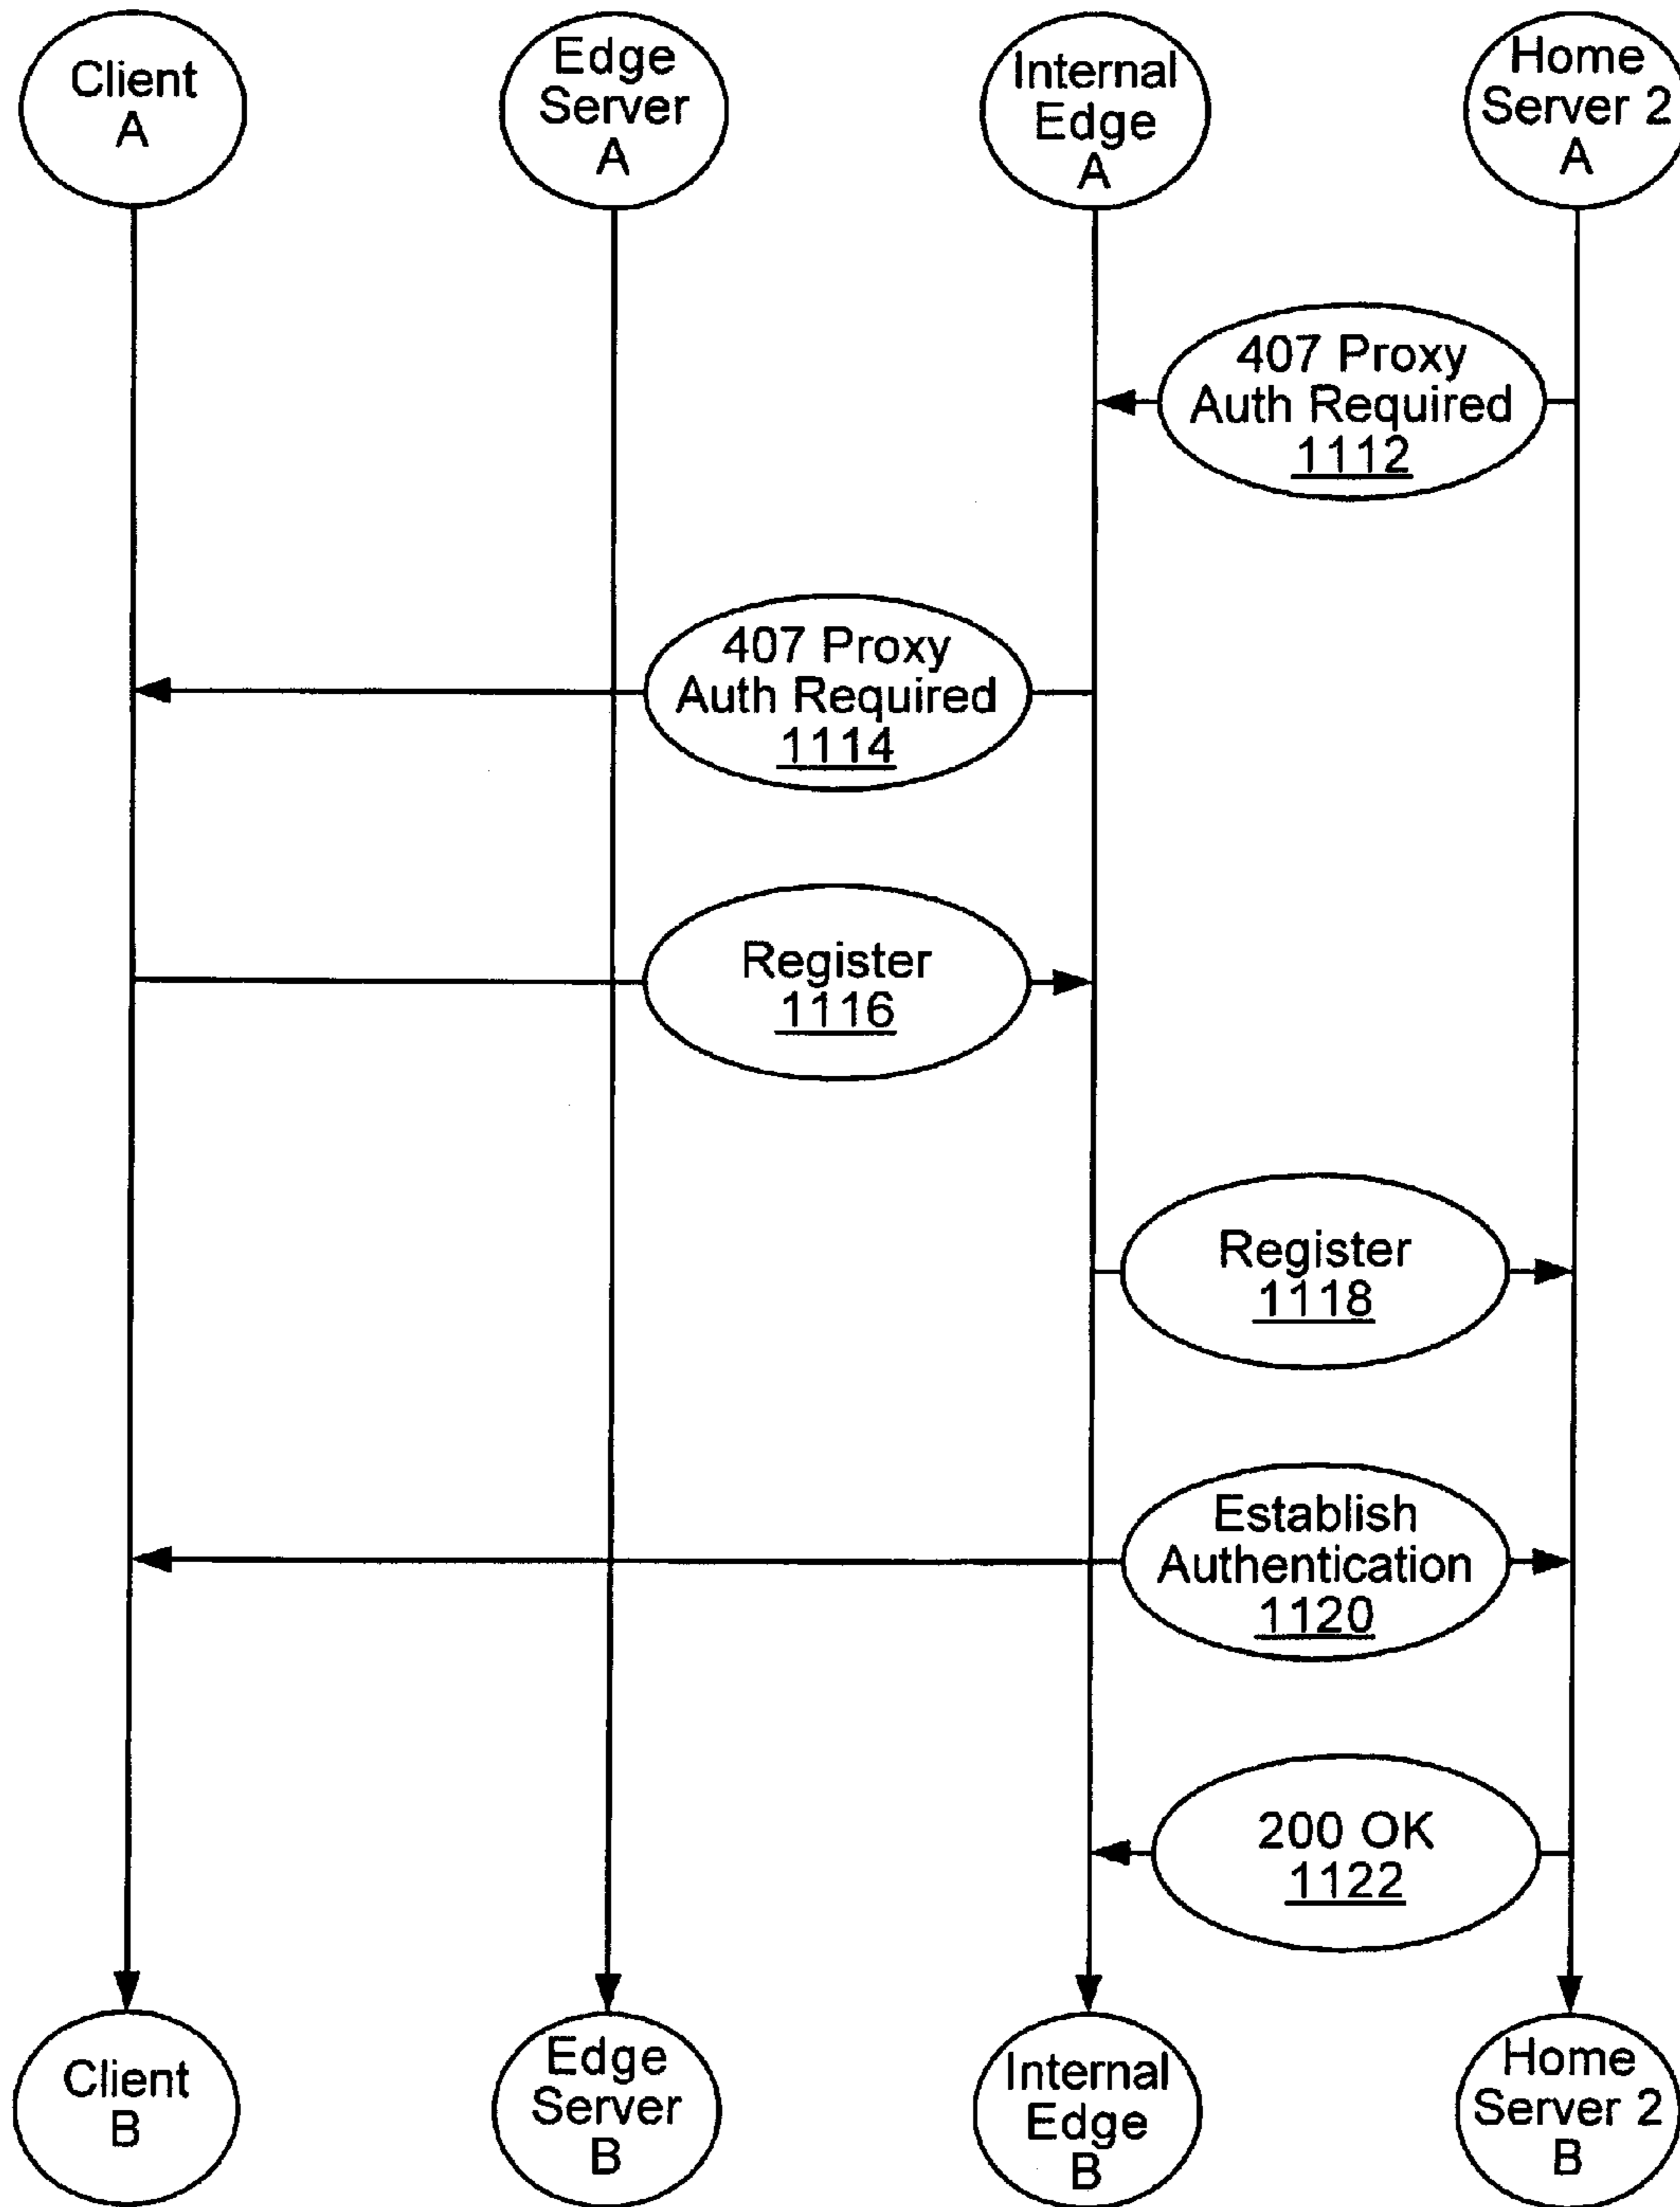 Client
A
Edge
Server
A
Internal
Edge
A
Home
Server 2
A
407 Proxy
Auth Required
1112
407 Proxy
Auth Required
1114
Register
1116
Register
1118
Establish
Authentication
1120
200 OK
1122
Client
B
Edge
Server
B
Internal
Edge
B
Home
Server 2
B